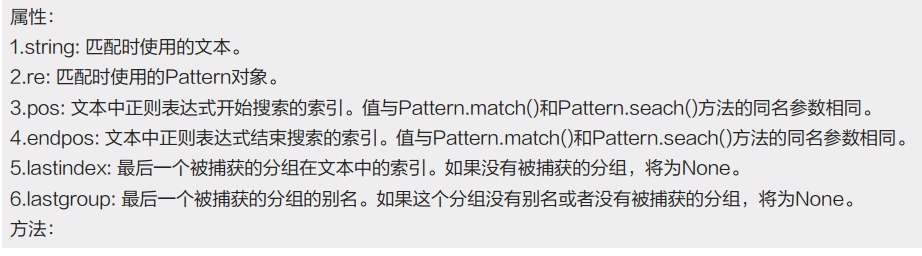 属性：
1.string: 匹配时使用的文本。
2.re: 匹配时使用的Pattern对象。
3.pos: 文本中正则表达式开始搜索的索引。值与Pattern.match()和Pattern.seach()方法的同名参数相同。
4.endpos: 文本中正则表达式结束搜索的索引。值与Pattern.match()和Pattern.seach()方法的同名参数相同。
5.lastindex: 最后一个被捕获的分组在文本中的索引。如果没有被捕获的分组，将为None。
6.lastgroup: 最后一个被捕获的分组的别名。如果这个分组没有别名或者没有被捕获的分组，将为None。
方法：